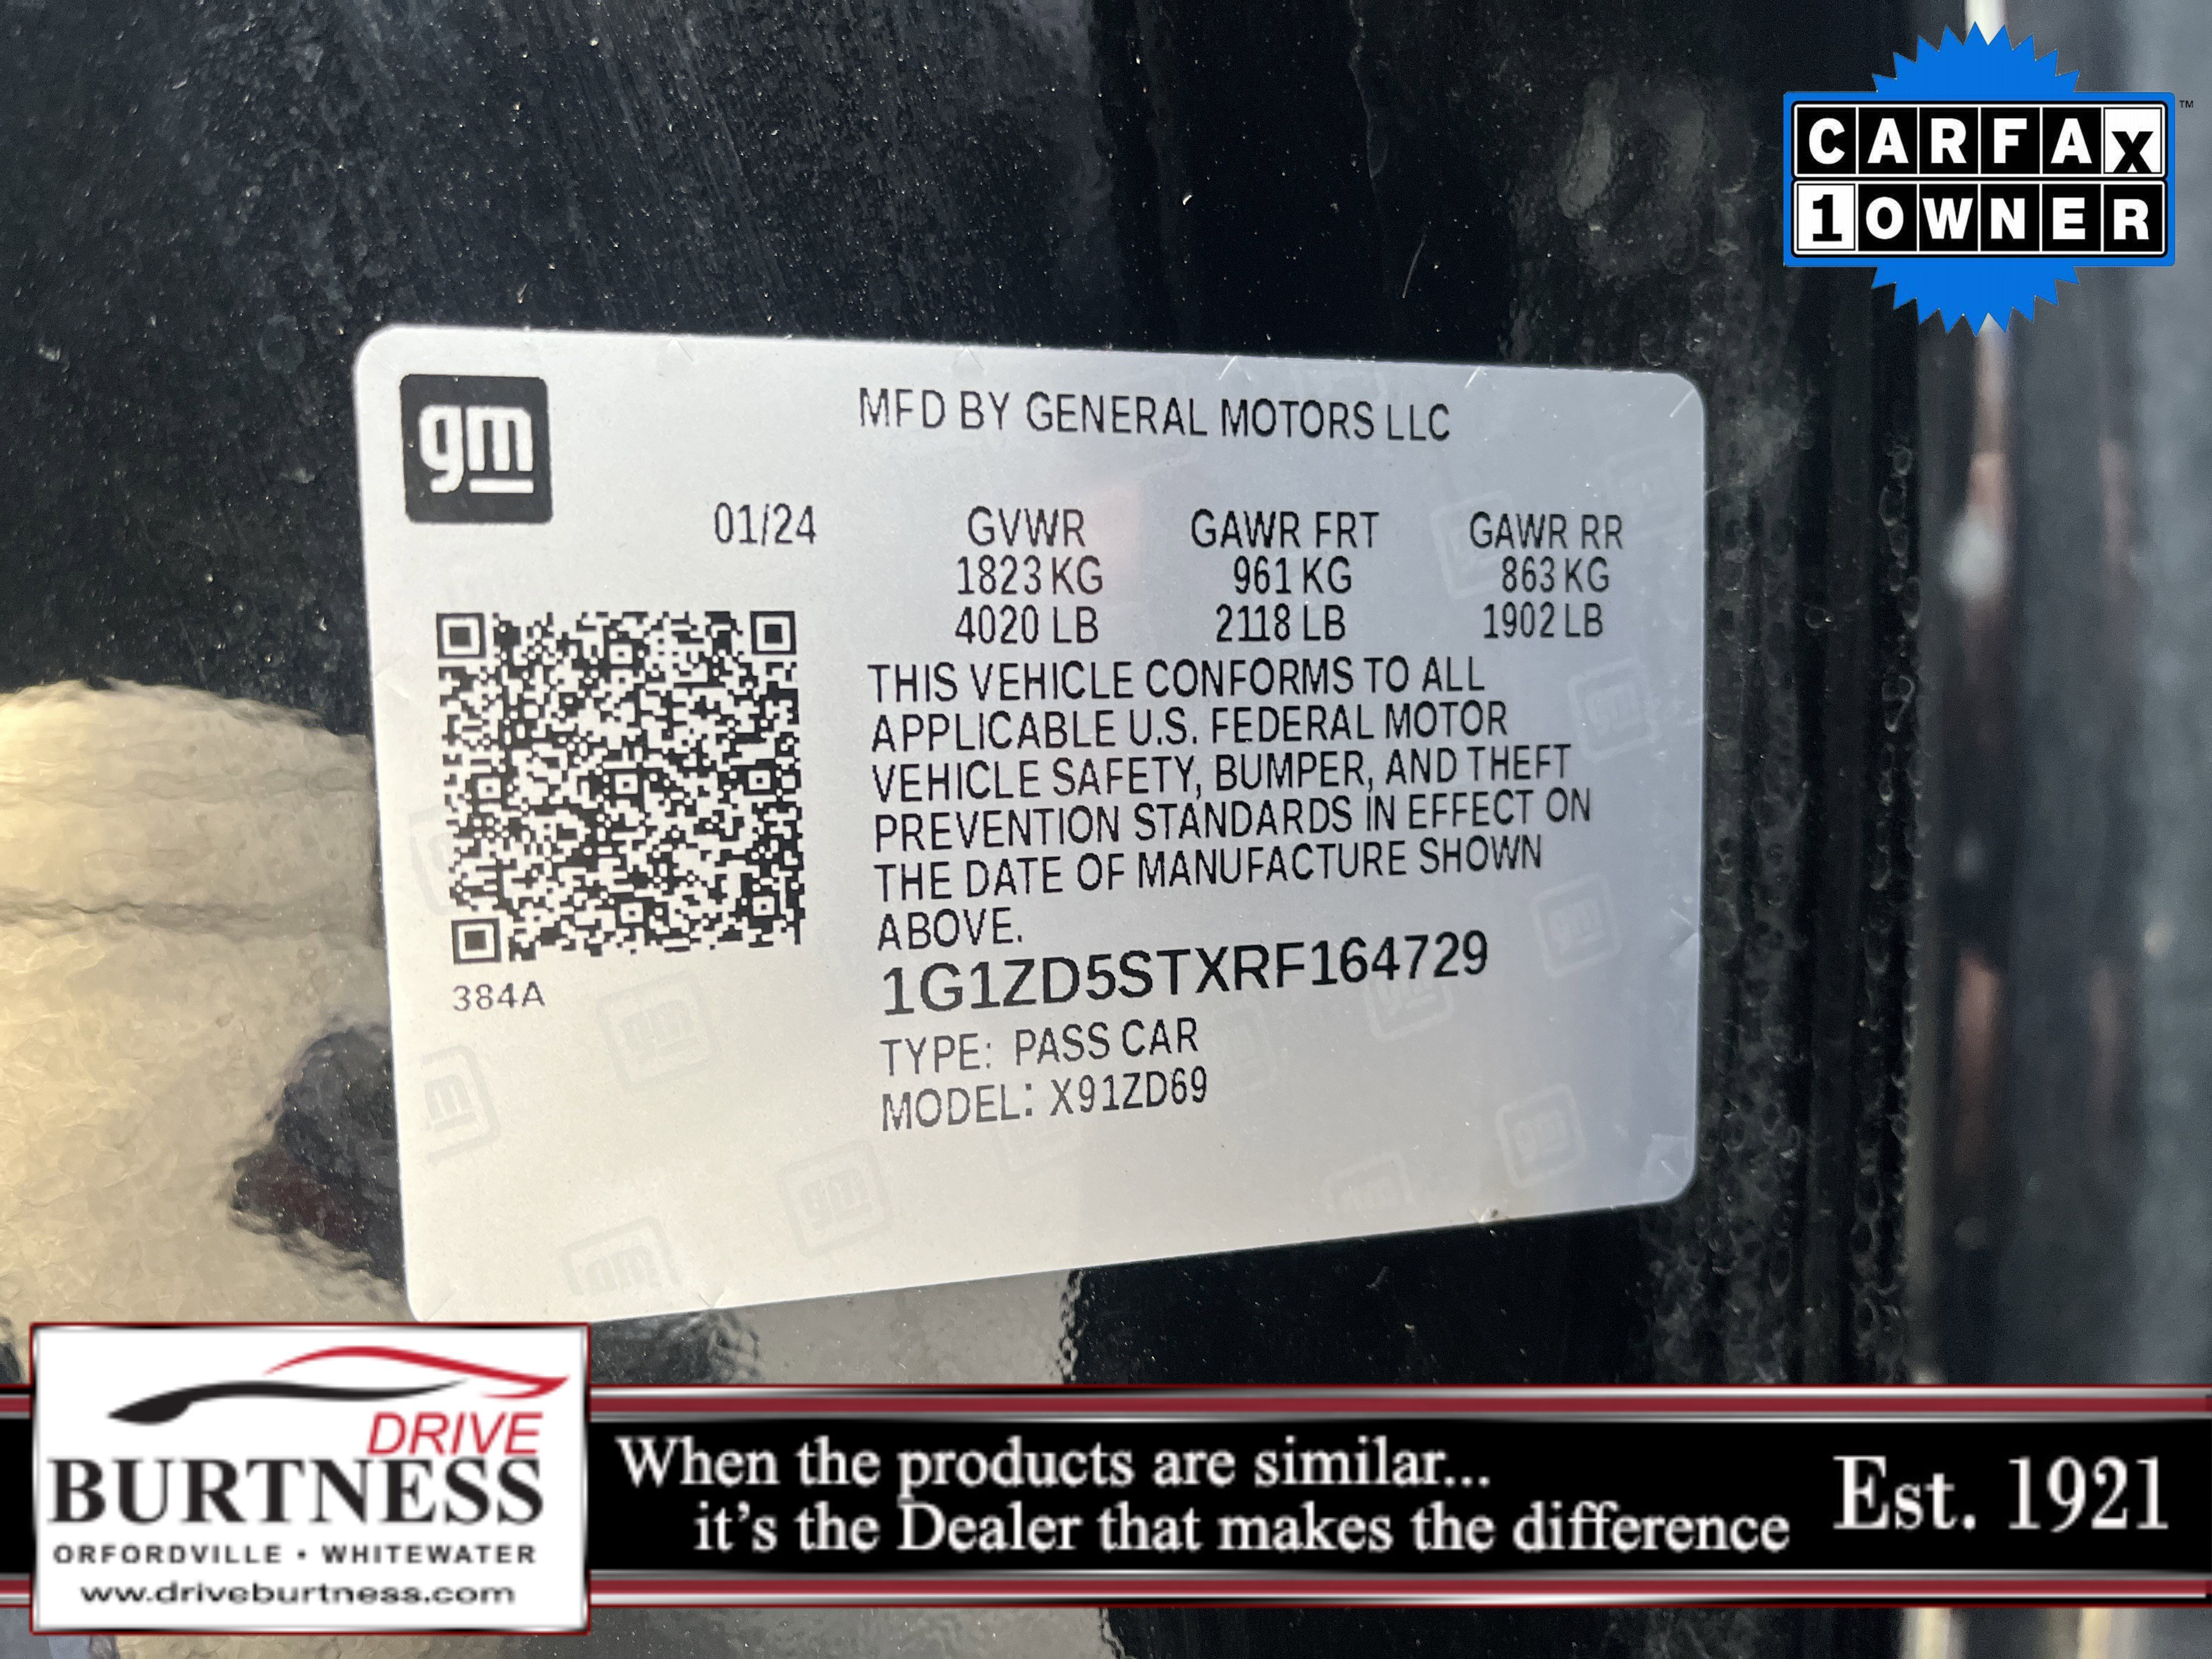 CARFAX
1 OWNER
TM
gm
MFD BY GENERAL MOTORS LLC
01/24 GVWR GAWR FRT GAWR RR
1823 KG 961 KG 863 KG
4020 LB 2118 LB 1902 LB
THIS VEHICLE CONFORMS TO ALL
APPLICABLE U.S. FEDERAL MOTOR
VEHICLE SAFETY, BUMPER, AND THEFT
PREVENTION STANDARDS IN EFFECT ON
THE DATE OF MANUFACTURE SHOWN
ABOVE.
384A
1G1ZD5STXRF164729
TYPE: PASS CAR
MODEL: X91ZD69
DRIVE
BURTNESS
ORFORDVILLE • WHITEWATER
www.driveburtness.com
When the products are similar...
it's the Dealer that makes the difference
Est. 1921